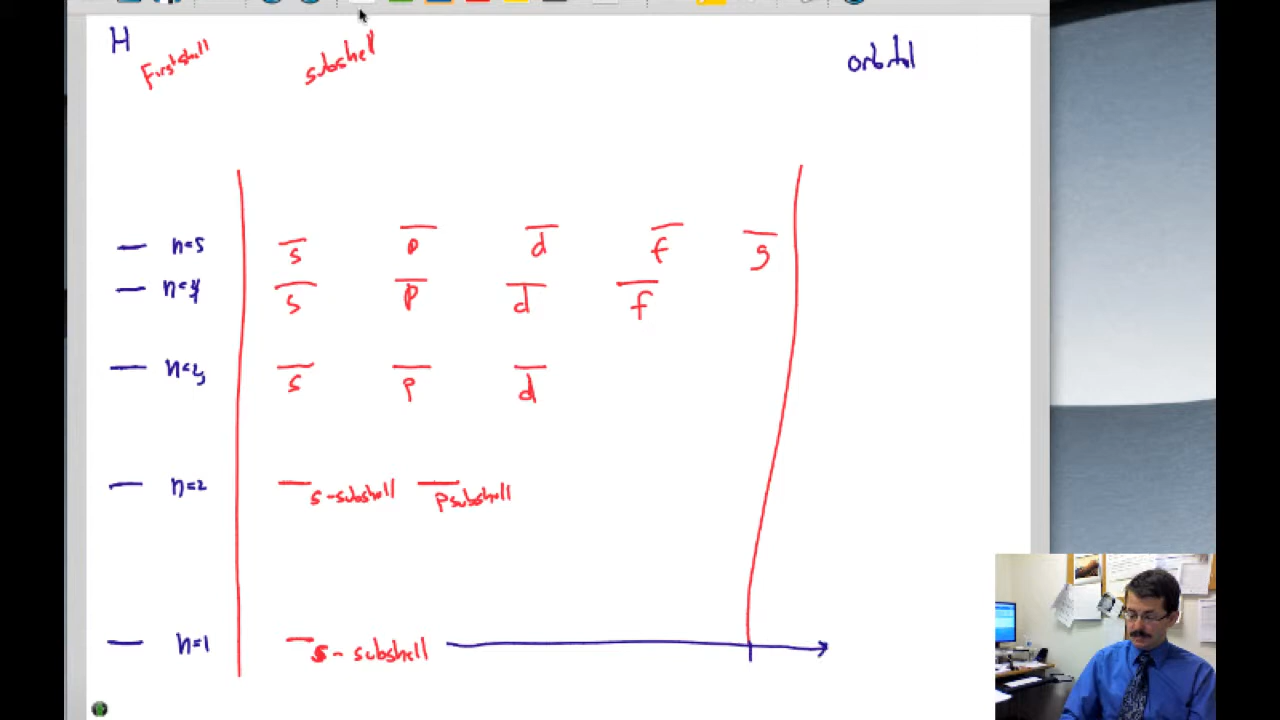 H
First shell
subshell
orbital
n=5 s p d f g
n=4 s p d f
n=3 s p d
n=2 s-subshell p subshell
n=1 s-subshell